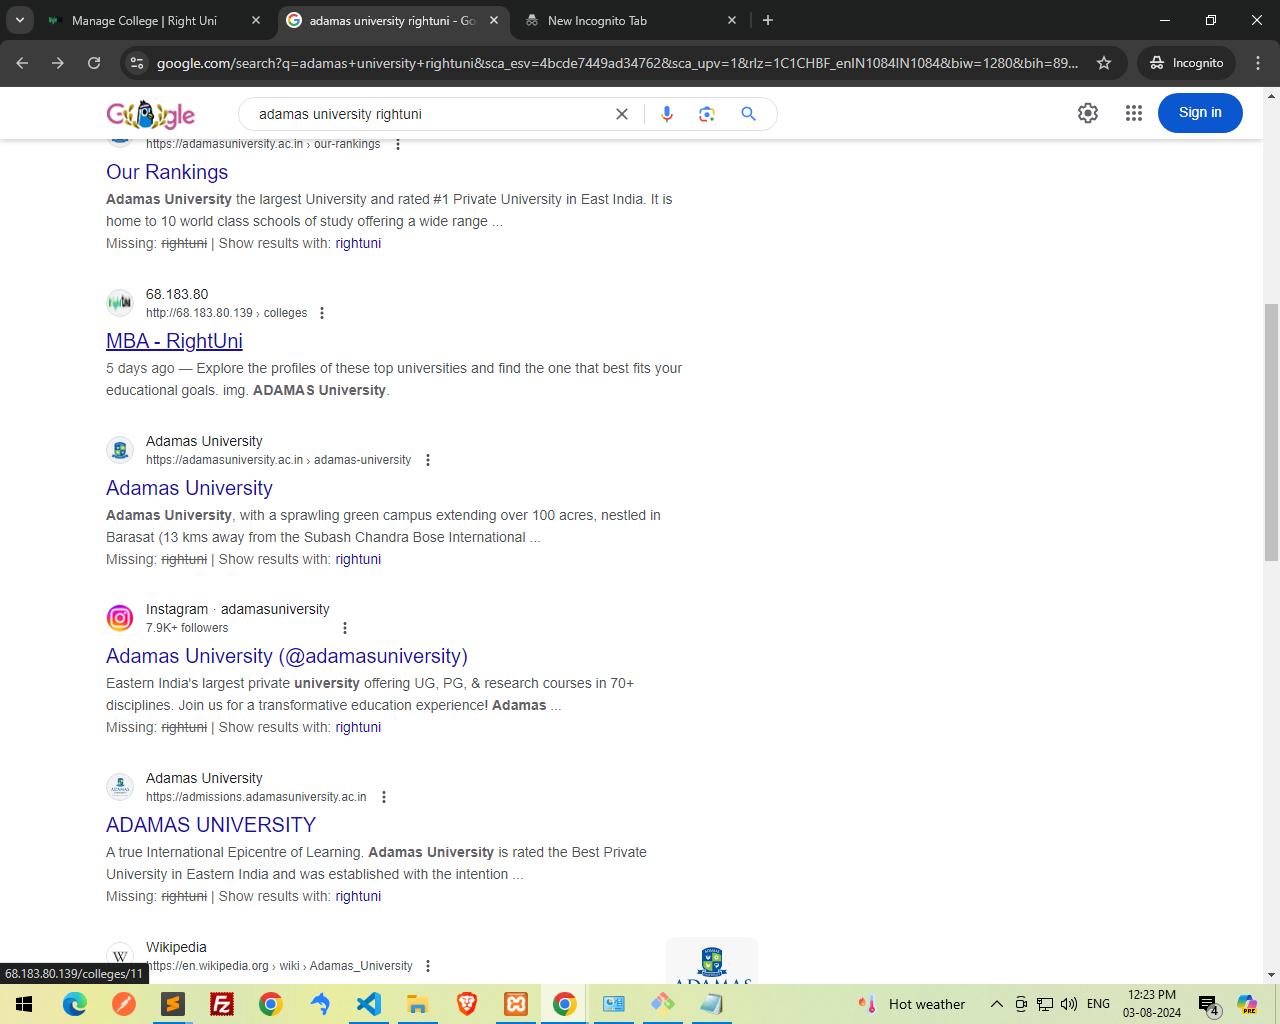 Manage College | Right Uni
adamas university rightuni - Go
New Incognito Tab
google.com/search?q=adamas+university+rightuni&sca_esv=4bcde7449ad34762&sca_upv=1&rlz=1C1CHBF_enIN1084IN1084&biw=1280&bih=89...
Incognito
Google
adamas university rightuni
Sign in
https://adamasuniversity.ac.in › our-rankings
Our Rankings
Adamas University the largest University and rated #1 Private University in East India. It is
home to 10 world class schools of study offering a wide range ...
Missing: rightuni | Show results with: rightuni
68.183.80
http://68.183.80.139 › colleges
MBA - RightUni
5 days ago — Explore the profiles of these top universities and find the one that best fits your
educational goals. img. ADAMAS University.
Adamas University
https://adamasuniversity.ac.in › adamas-university
Adamas University
Adamas University, with a sprawling green campus extending over 100 acres, nestled in
Barasat (13 kms away from the Subash Chandra Bose International ...
Missing: rightuni | Show results with: rightuni
Instagram · adamasuniversity
7.9K+ followers
Adamas University (@adamasuniversity)
Eastern India's largest private university offering UG, PG, & research courses in 70+
disciplines. Join us for a transformative education experience! Adamas ...
Missing: rightuni | Show results with: rightuni
Adamas University
https://admissions.adamasuniversity.ac.in
ADAMAS UNIVERSITY
A true International Epicentre of Learning. Adamas University is rated the Best Private
University in Eastern India and was established with the intention ...
Missing: rightuni | Show results with: rightuni
W
Wikipedia
https://en.wikipedia.org › wiki › Adamas_University
ADAMAS
68.183.80.139/colleges/11
Hot weather
ENG
12:23 PM
03-08-2024
4
PRE